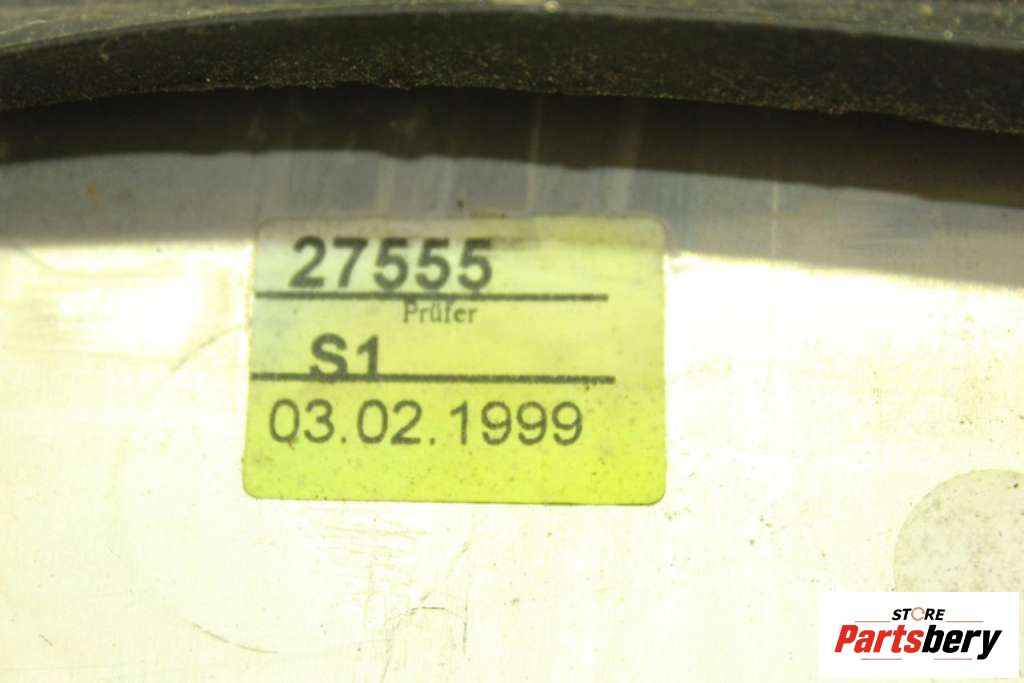 27555
Prüfer
S1
03.02.1999
STORE
Partsbery